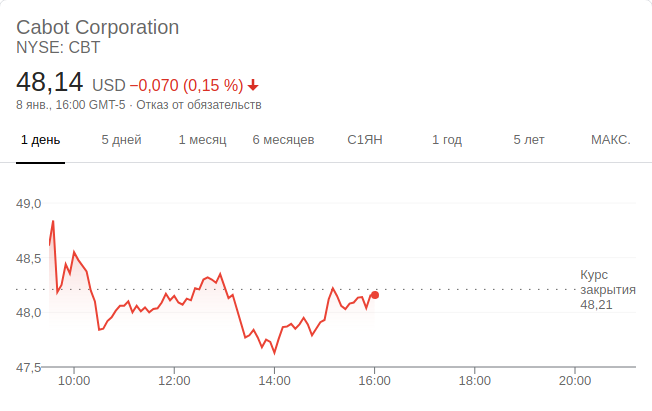 Cabot Corporation
NYSE: CBT
48,14 USD −0,070 (0,15 %)
8 янв., 16:00 GMT-5 · Отказ от обязательств
1 день 5 дней 1 месяц 6 месяцев С1ЯН 1 год 5 лет МАКС.
49,0
48,5
Курс
закрытия
48,21
48,0
47,5
10:00 12:00 14:00 16:00 18:00 20:00